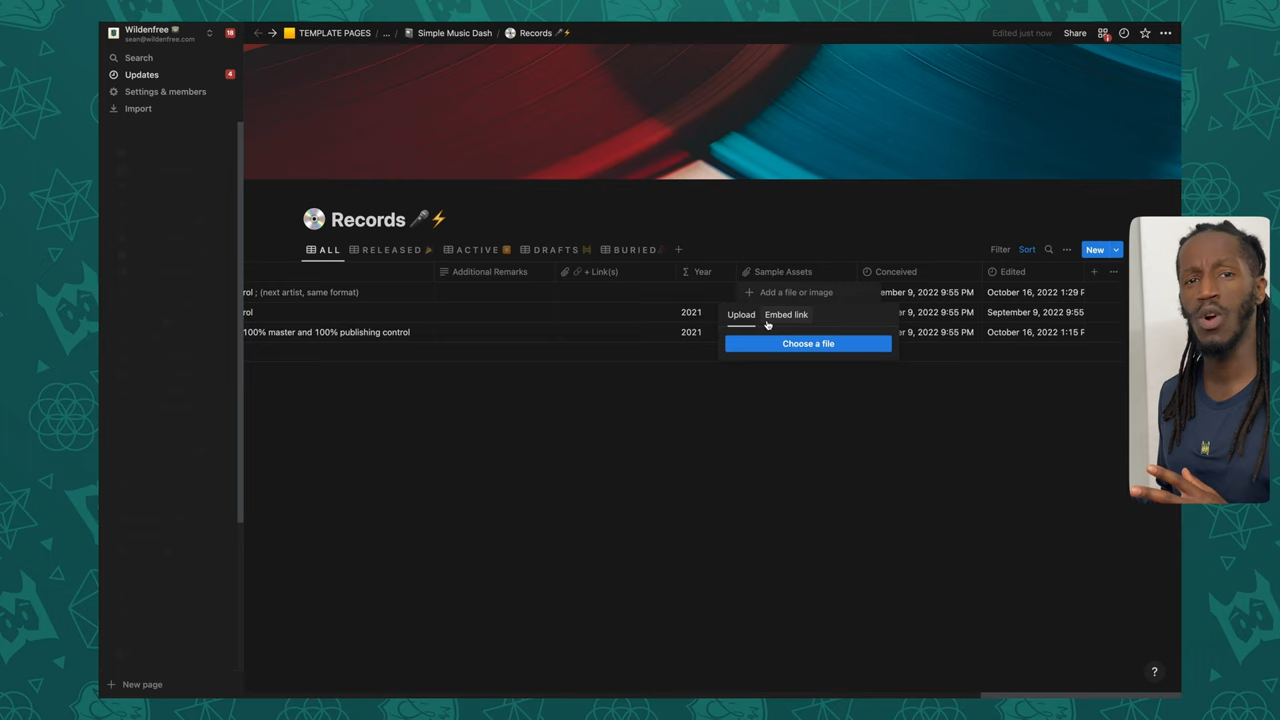 Wildenfree
sean@wildenfree.com
18
TEMPLATE PAGES / ... / Simple Music Dash / Records
Edited just now
Share
Search
Updates 4
Settings & members
Import
Records
ALL RELEASED ACTIVE DRAFTS BURIED
Filter Sort New
Additional Remarks + Link(s) Σ Year Sample Assets Conceived Edited
rol ; (next artist, same format) Add a file or image ember 9, 2022 9:55 PM October 16, 2022 1:29 P
rol 2021 9, 2022 9:55 PM September 9, 2022 9:55
100% master and 100% publishing control 2021 9, 2022 9:55 PM October 16, 2022 1:15 P
Upload Embed link
Choose a file
New page
?